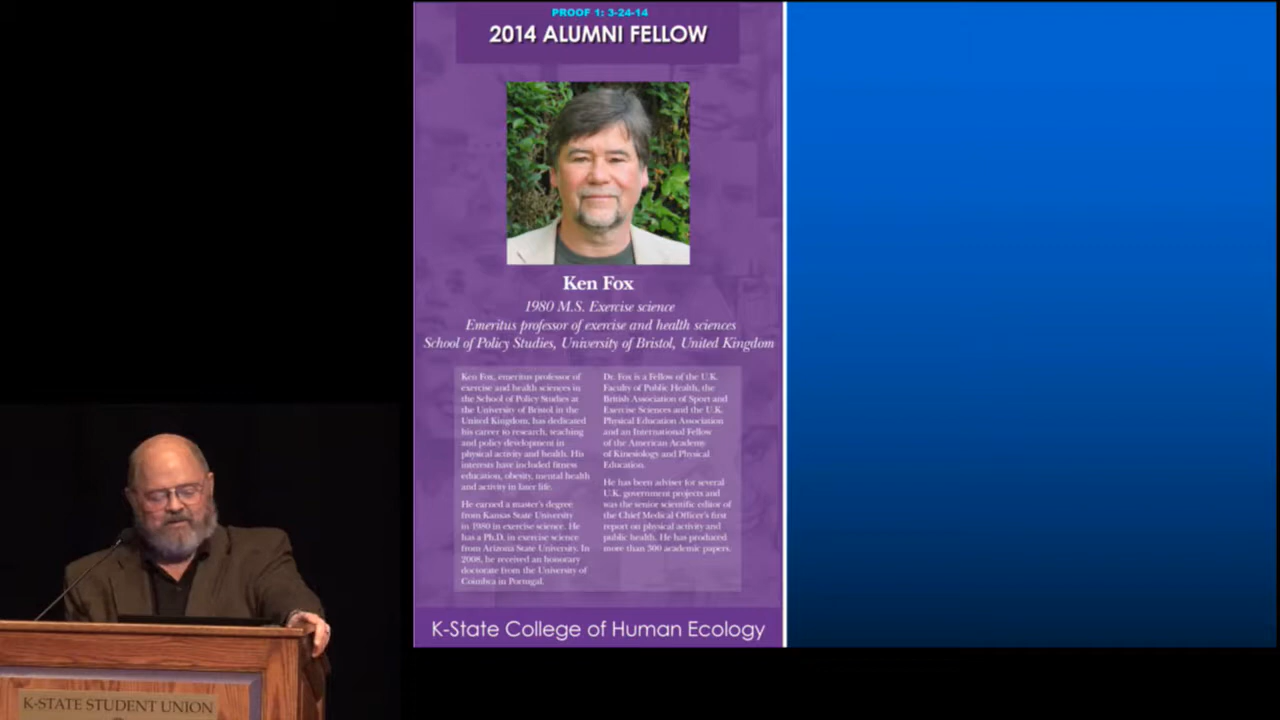 PROOF 1: 3-24-14
2014 ALUMNI FELLOW
Ken Fox
1980 M.S. Exercise science
Emeritus professor of exercise and health sciences
School of Policy Studies, University of Bristol, United Kingdom
Ken Fox, emeritus professor of
exercise and health sciences in
the School of Policy Studies at
the University of Bristol in the
United Kingdom, has dedicated
his career to research, teaching
and policy development in
physical activity and health. His
interests have included fitness
education, obesity, mental health
and activity in later life.
He earned a master's degree
from Kansas State University
in 1980 in exercise science. He
has a Ph.D. in exercise science
from Arizona State University. In
2008, he received an honorary
doctorate from the University of
Coimbra in Portugal.
Dr. Fox is a Fellow of the U.K.
Faculty of Public Health, the
British Association of Sport and
Exercise Sciences and the U.K.
Physical Education Association
and an International Fellow
of the American Academy
of Kinesiology and Physical
Education.
He has been adviser for several
U.K. government projects and
was the senior scientific editor of
the Chief Medical Officer's first
report on physical activity and
public health. He has produced
more than 300 academic papers.
K-State College of Human Ecology
K-STATE STUDENT UNION